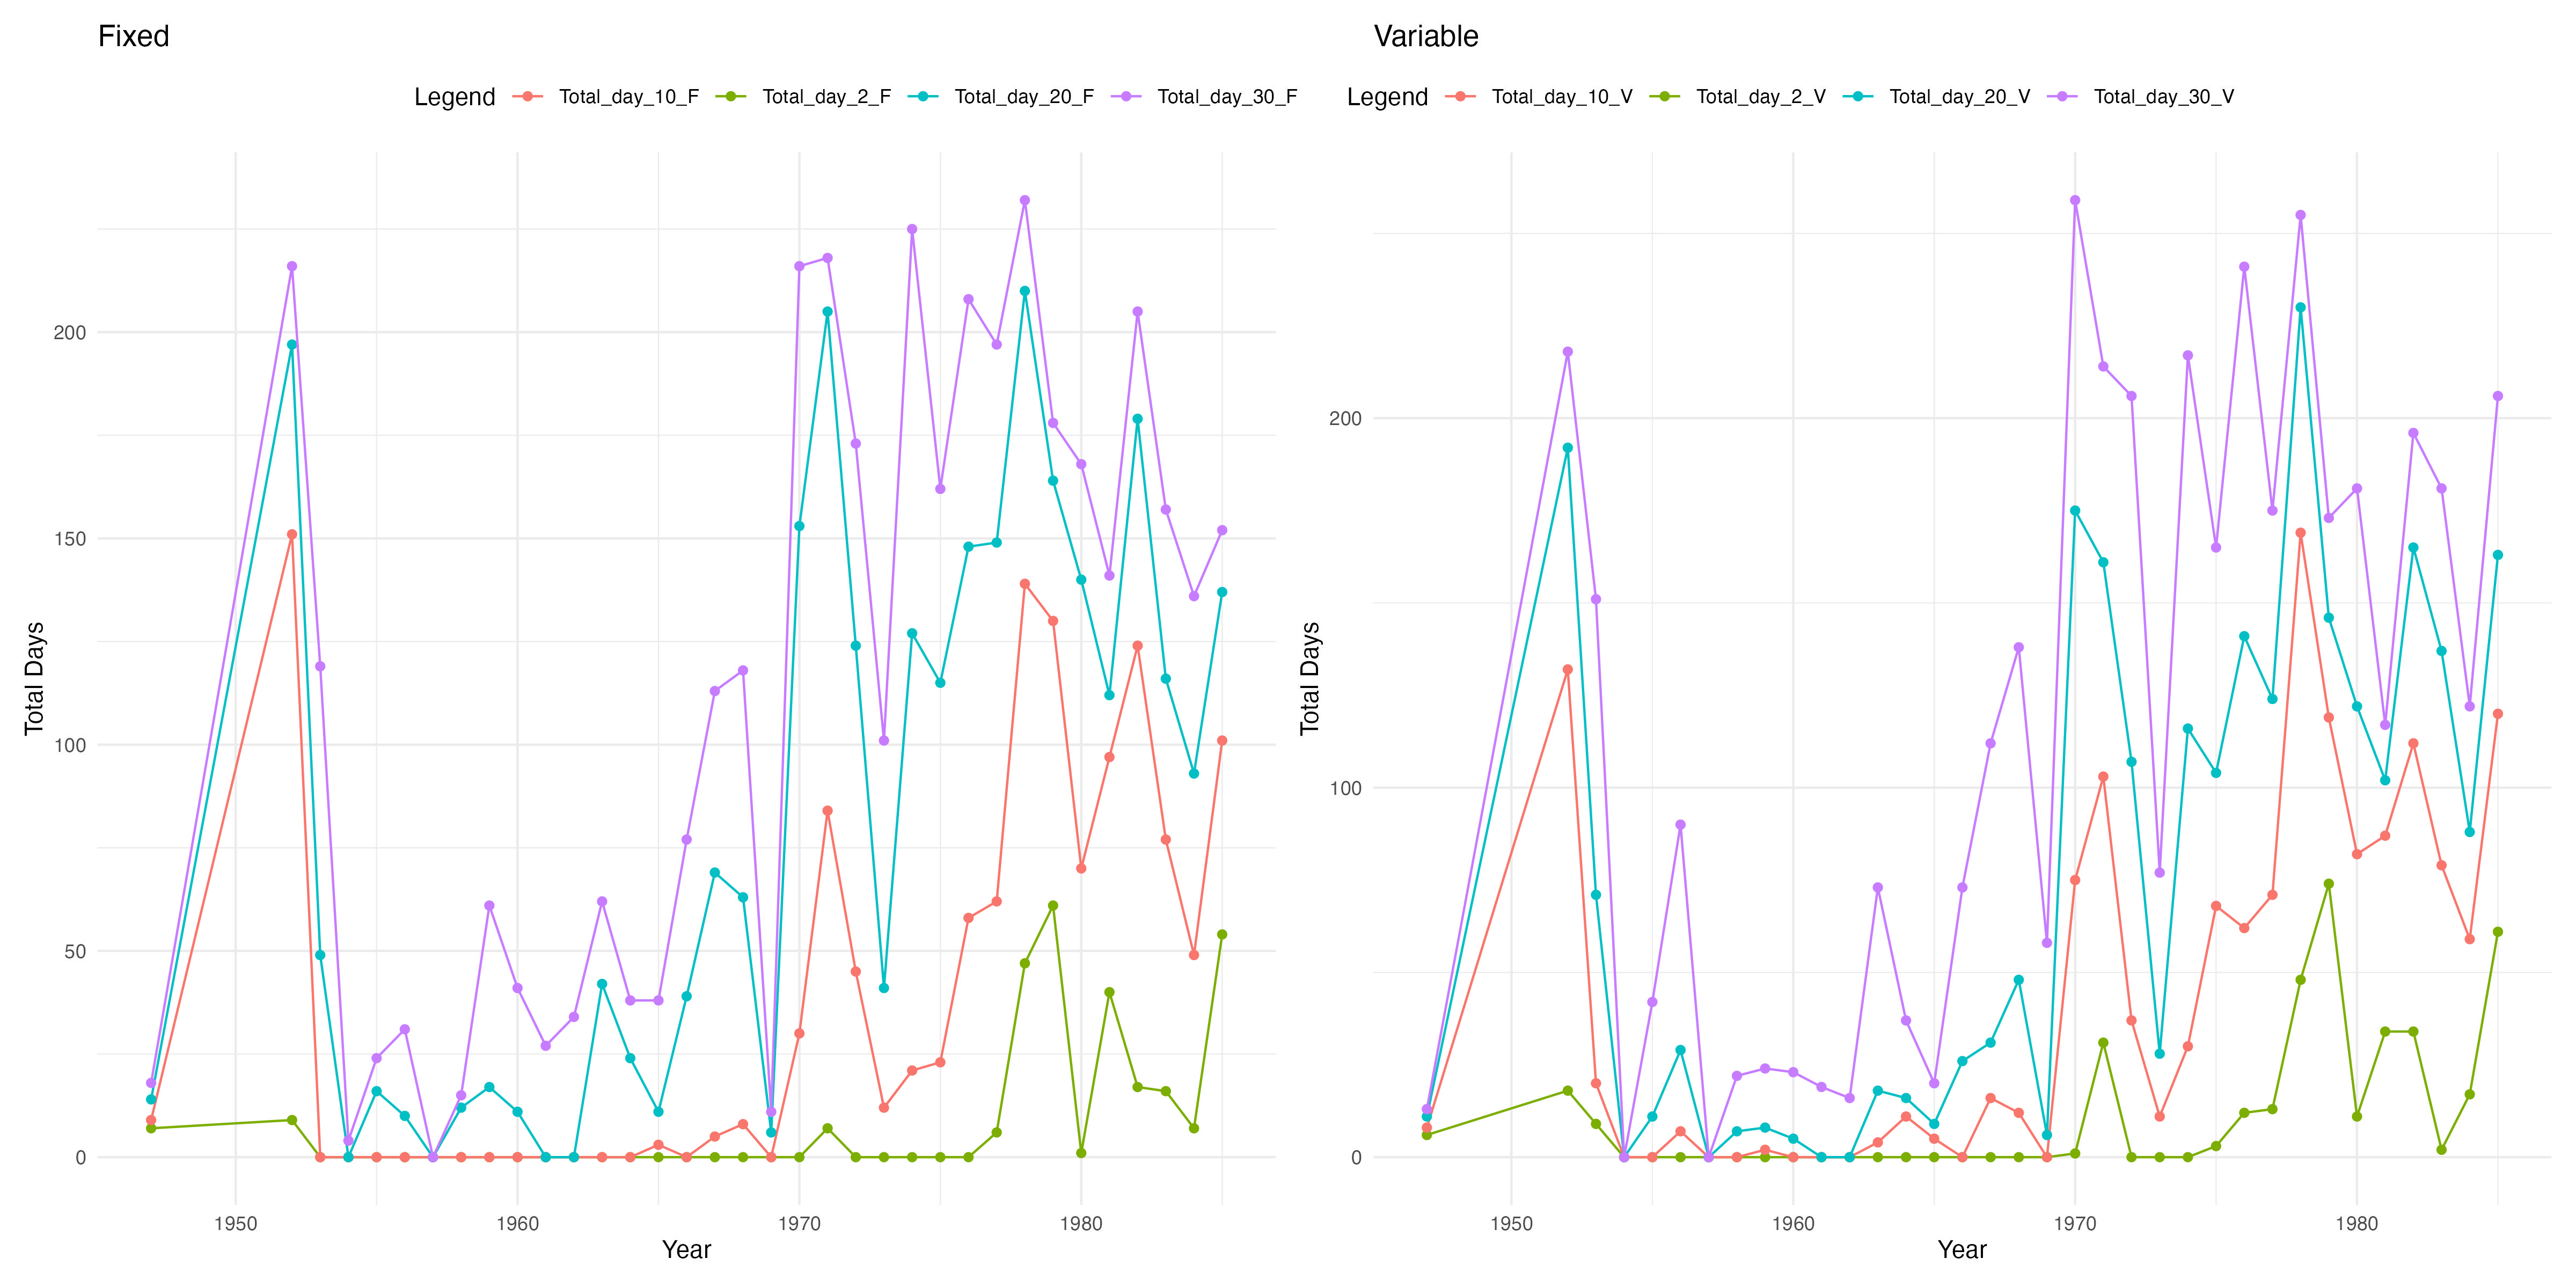 Fixed
Legend Total_day_10_F Total_day_2_F Total_day_20_F Total_day_30_F
Total Days
200
150
100
50
0
1950 1960 1970 1980
Year
Variable
Legend Total_day_10_V Total_day_2_V Total_day_20_V Total_day_30_V
Total Days
200
100
0
1950 1960 1970 1980
Year